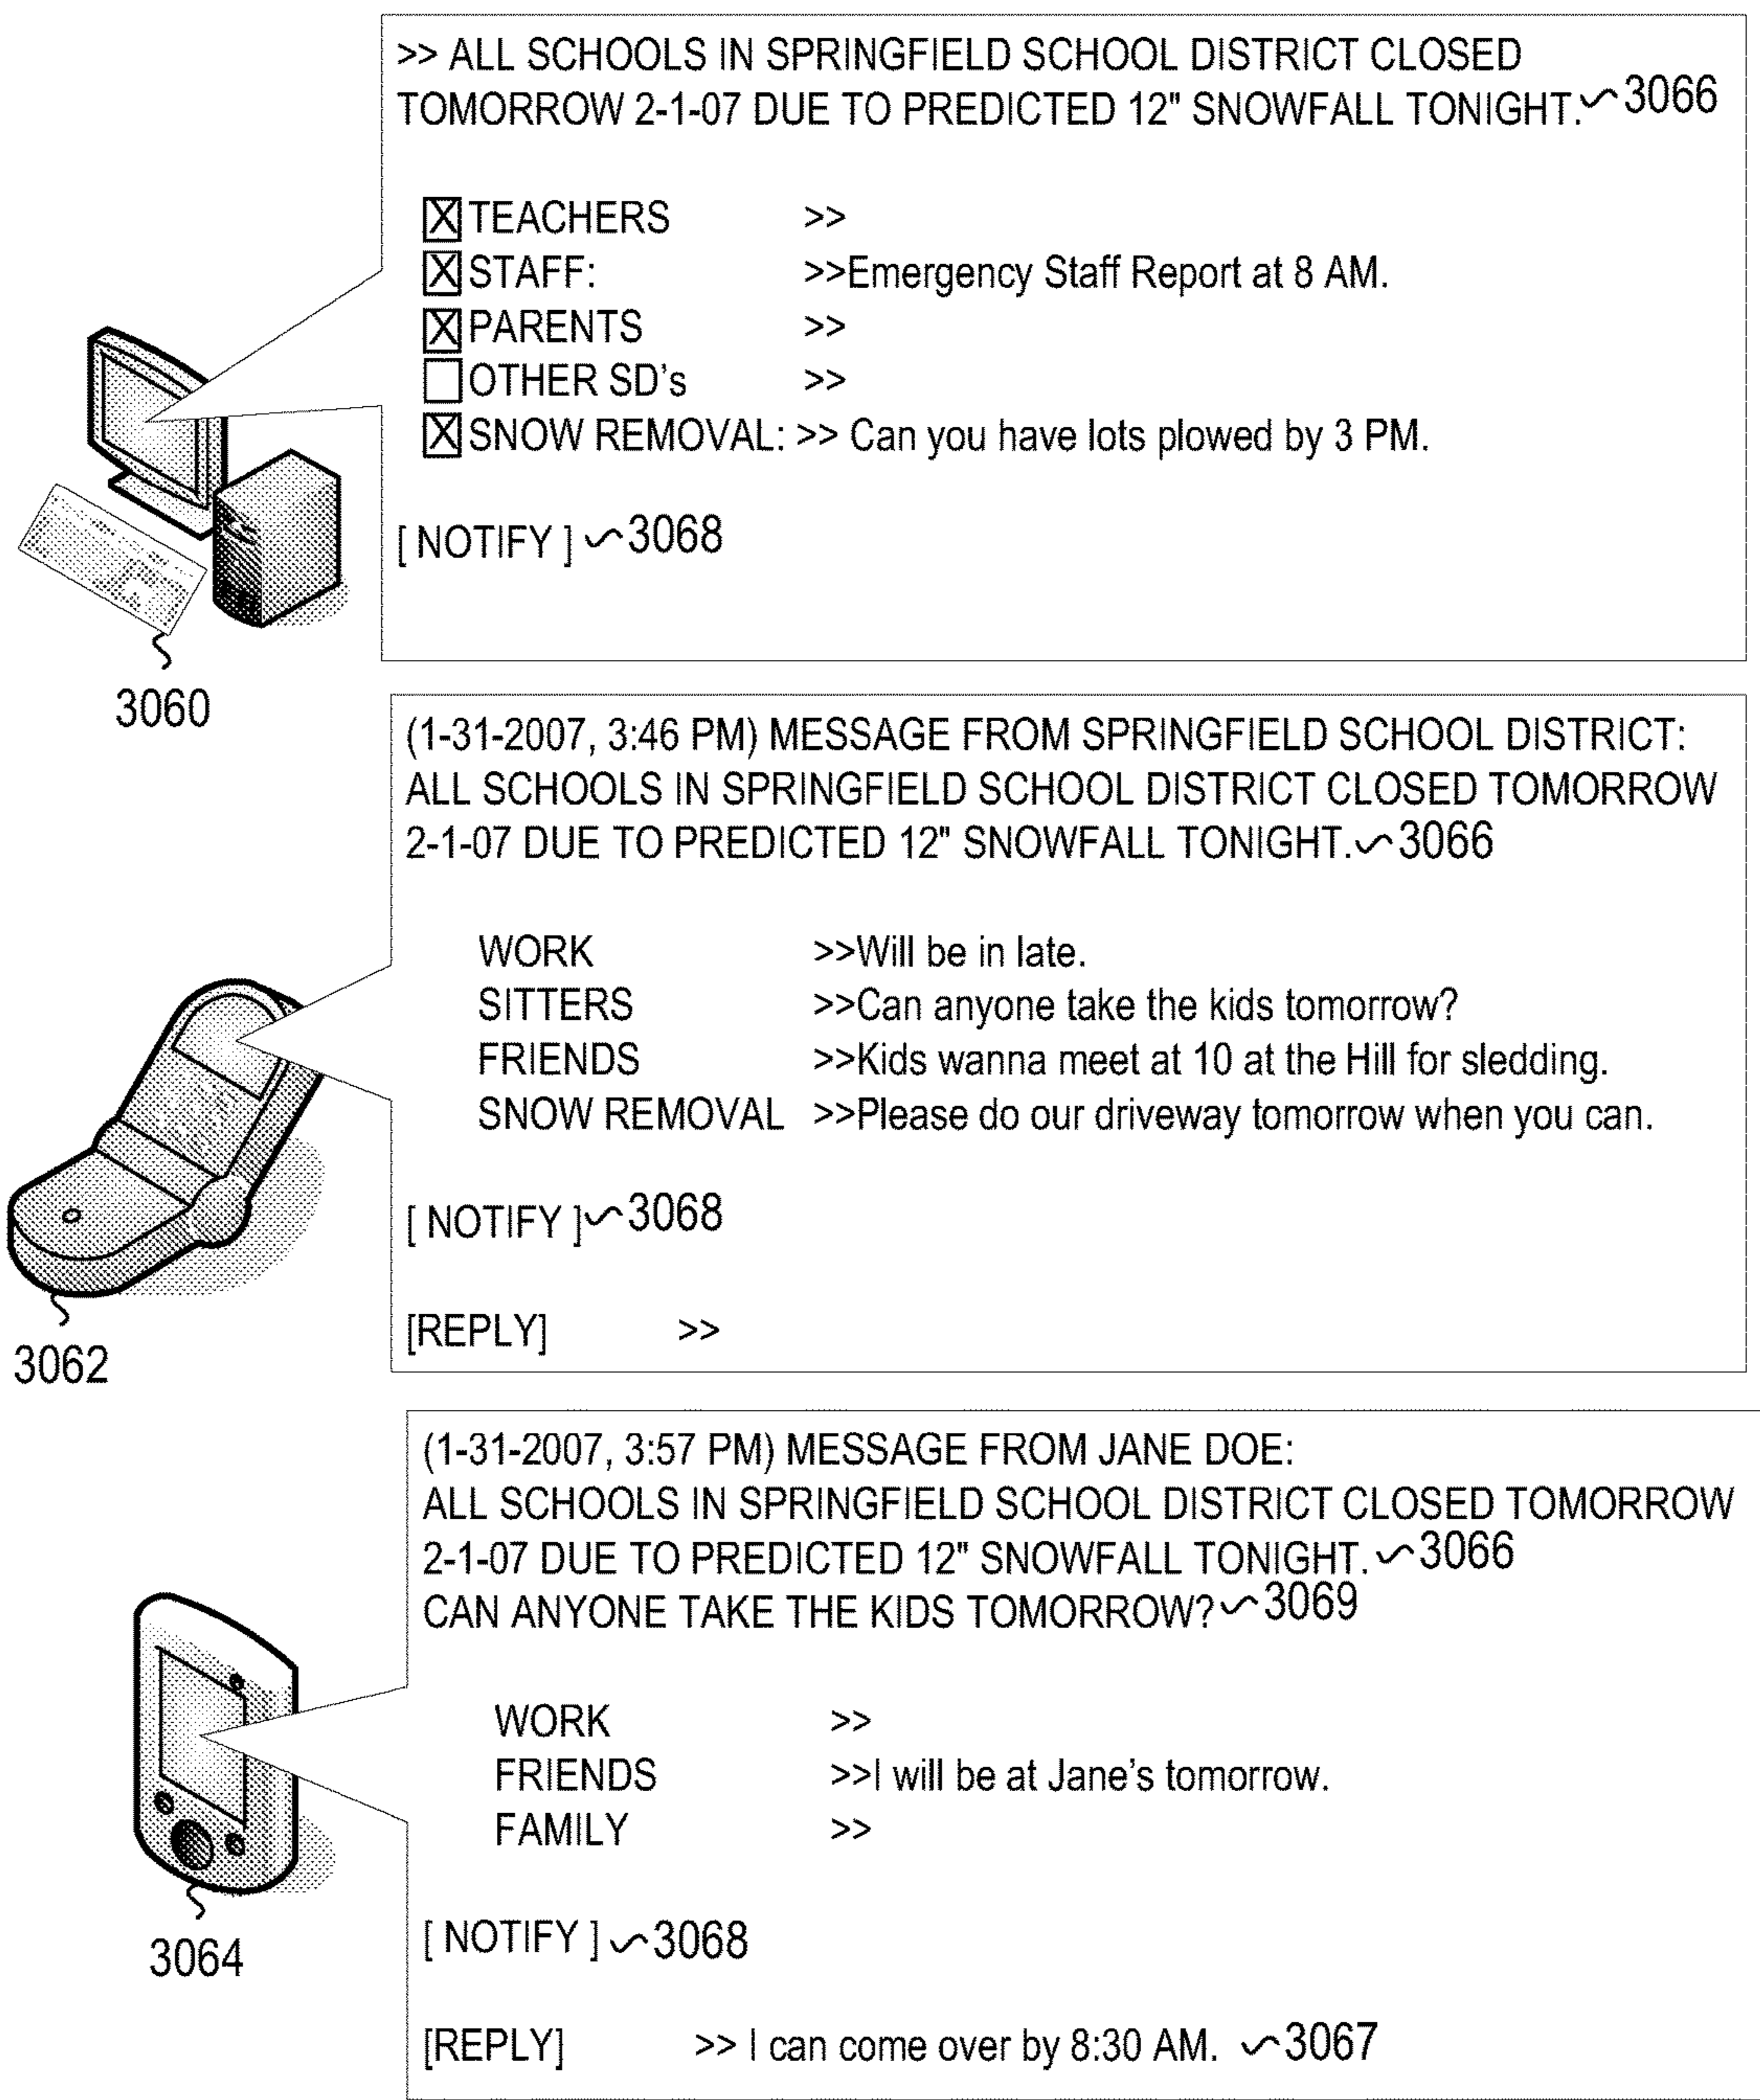 >> ALL SCHOOLS IN SPRINGFIELD SCHOOL DISTRICT CLOSED
TOMORROW 2-1-07 DUE TO PREDICTED 12" SNOWFALL TONIGHT. 3066
[X] TEACHERS >>
[X] STAFF: >>Emergency Staff Report at 8 AM.
[X] PARENTS >>
[ ] OTHER SD's >>
[X] SNOW REMOVAL: >> Can you have lots plowed by 3 PM.
[ NOTIFY ] 3068
3060
(1-31-2007, 3:46 PM) MESSAGE FROM SPRINGFIELD SCHOOL DISTRICT:
ALL SCHOOLS IN SPRINGFIELD SCHOOL DISTRICT CLOSED TOMORROW
2-1-07 DUE TO PREDICTED 12" SNOWFALL TONIGHT. 3066
WORK >>Will be in late.
SITTERS >>Can anyone take the kids tomorrow?
FRIENDS >>Kids wanna meet at 10 at the Hill for sledding.
SNOW REMOVAL >>Please do our driveway tomorrow when you can.
[ NOTIFY ] 3068
[REPLY] >>
3062
(1-31-2007, 3:57 PM) MESSAGE FROM JANE DOE:
ALL SCHOOLS IN SPRINGFIELD SCHOOL DISTRICT CLOSED TOMORROW
2-1-07 DUE TO PREDICTED 12" SNOWFALL TONIGHT. 3066
CAN ANYONE TAKE THE KIDS TOMORROW? 3069
WORK >>
FRIENDS >>I will be at Jane's tomorrow.
FAMILY >>
[ NOTIFY ] 3068
3064
[REPLY] >> I can come over by 8:30 AM. 3067